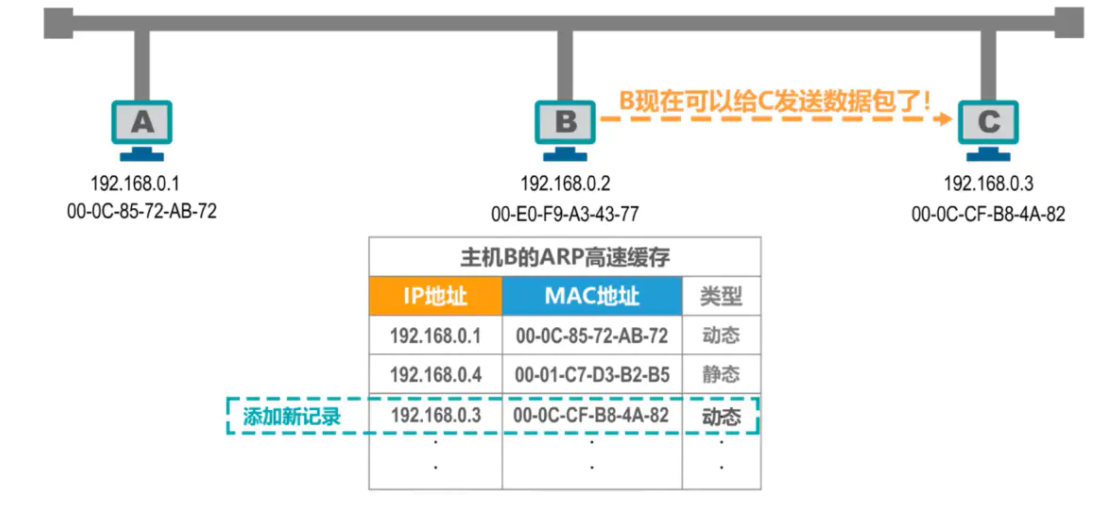 B现在可以给C发送数据包了!
A
B
C
192.168.0.1
00-0C-85-72-AB-72
192.168.0.2
00-E0-F9-A3-43-77
192.168.0.3
00-0C-CF-B8-4A-82
主机B的ARP高速缓存
IP地址 MAC地址 类型
192.168.0.1 00-0C-85-72-AB-72 动态
192.168.0.4 00-01-C7-D3-B2-B5 静态
添加新记录 192.168.0.3 00-0C-CF-B8-4A-82 动态
. . .
. . .